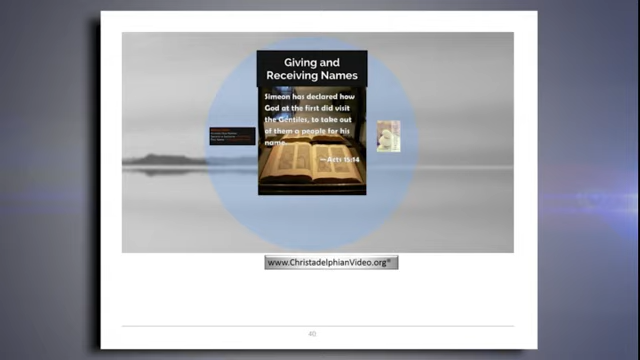 Giving and
Receiving Names
Simeon has declared how
God at the first did visit
the Gentiles, to take out
of them a people for his
name.
—Acts 15:14
www.ChristadelphianVideo.org®
40